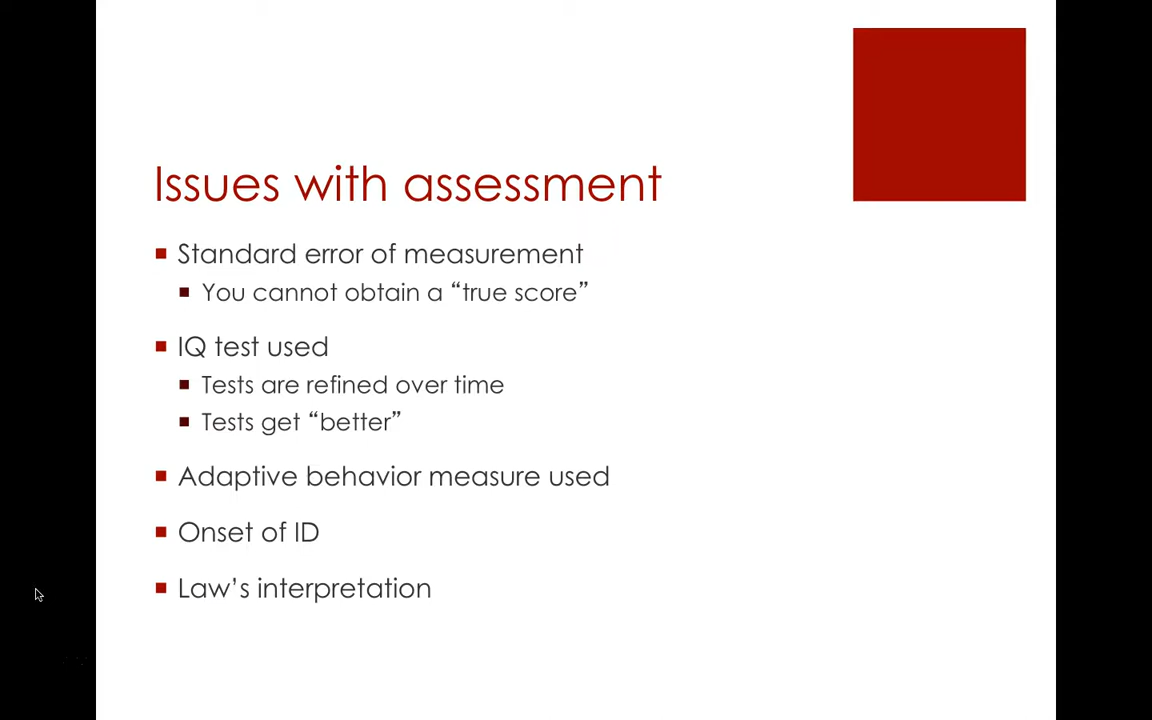 Issues with assessment
Standard error of measurement
You cannot obtain a “true score”
IQ test used
Tests are refined over time
Tests get “better”
Adaptive behavior measure used
Onset of ID
Law’s interpretation